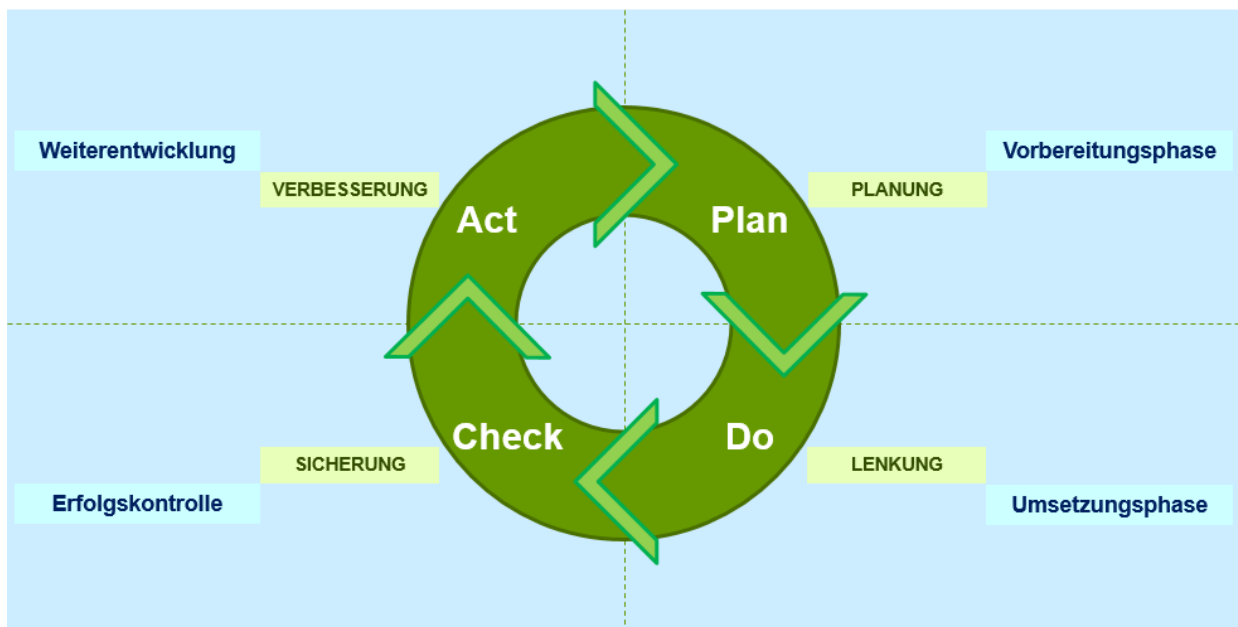 Weiterentwicklung
Vorbereitungsphase
VERBESSERUNG
PLANUNG
Act
Plan
Check
Do
SICHERUNG
LENKUNG
Erfolgskontrolle
Umsetzungsphase